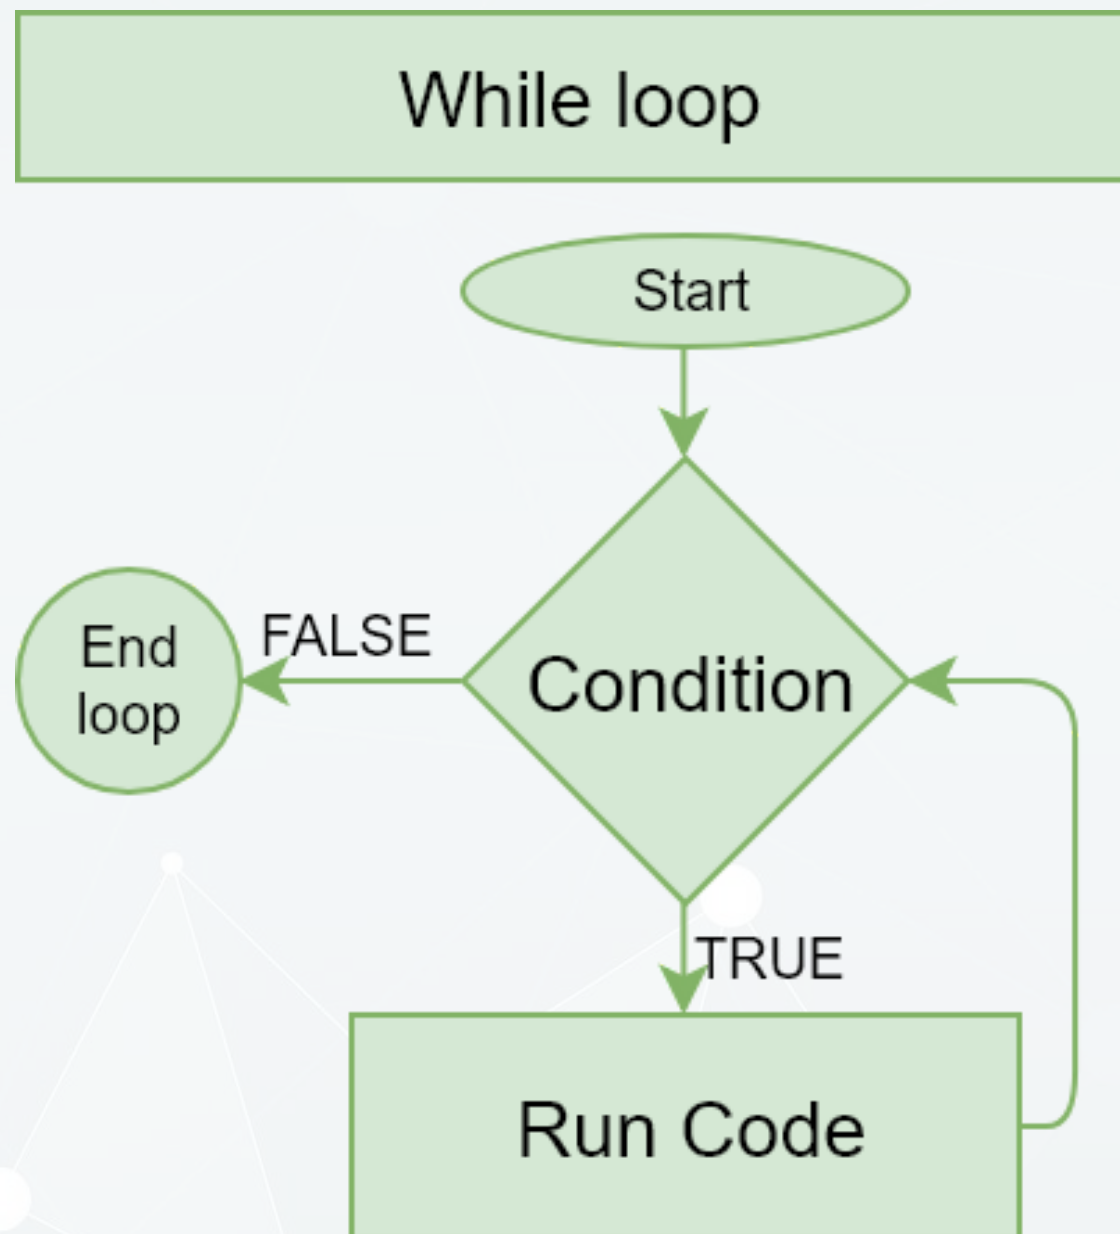 While loop
Start
Condition
FALSE
End
loop
TRUE
Run Code